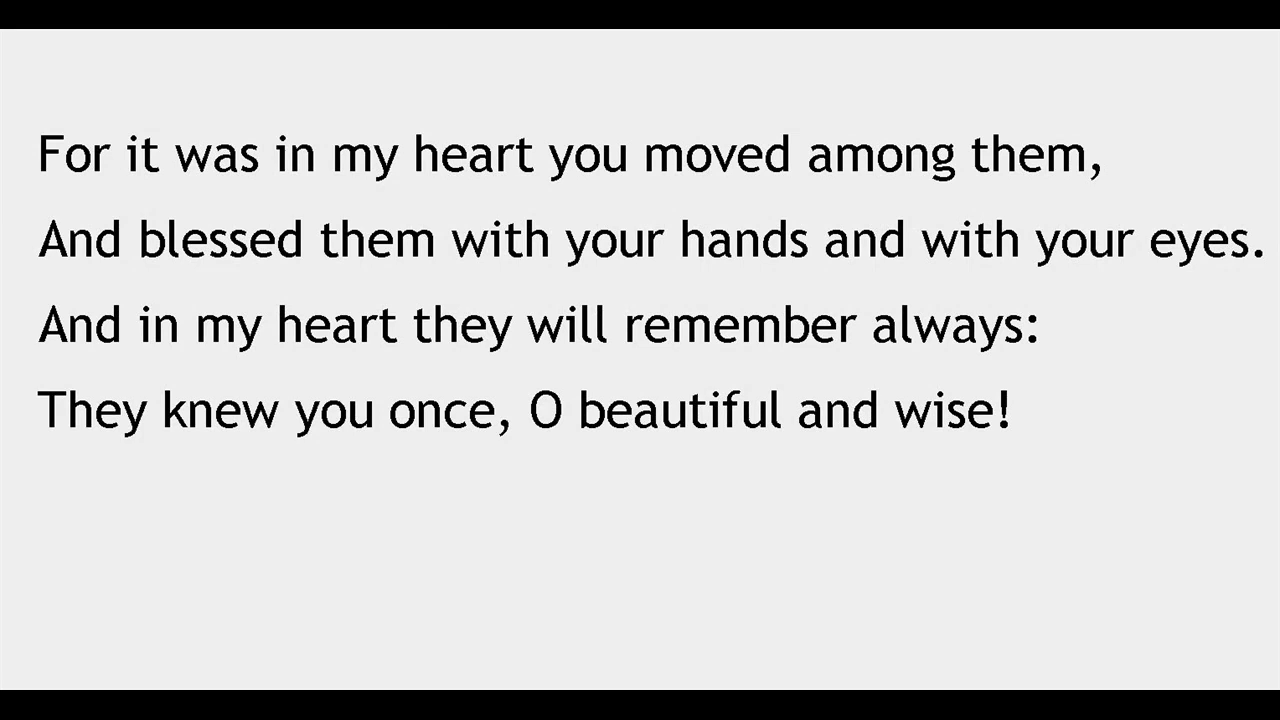 For it was in my heart you moved among them,
And blessed them with your hands and with your eyes.
And in my heart they will remember always:
They knew you once, O beautiful and wise!